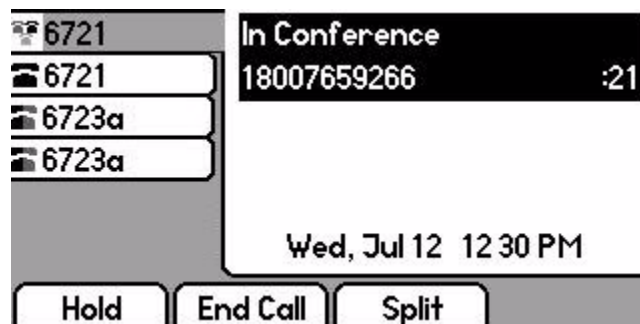 6721
6721
6723a
6723a
In Conference
18007659266 :21
Wed, Jul 12 12 30 PM
Hold End Call Split